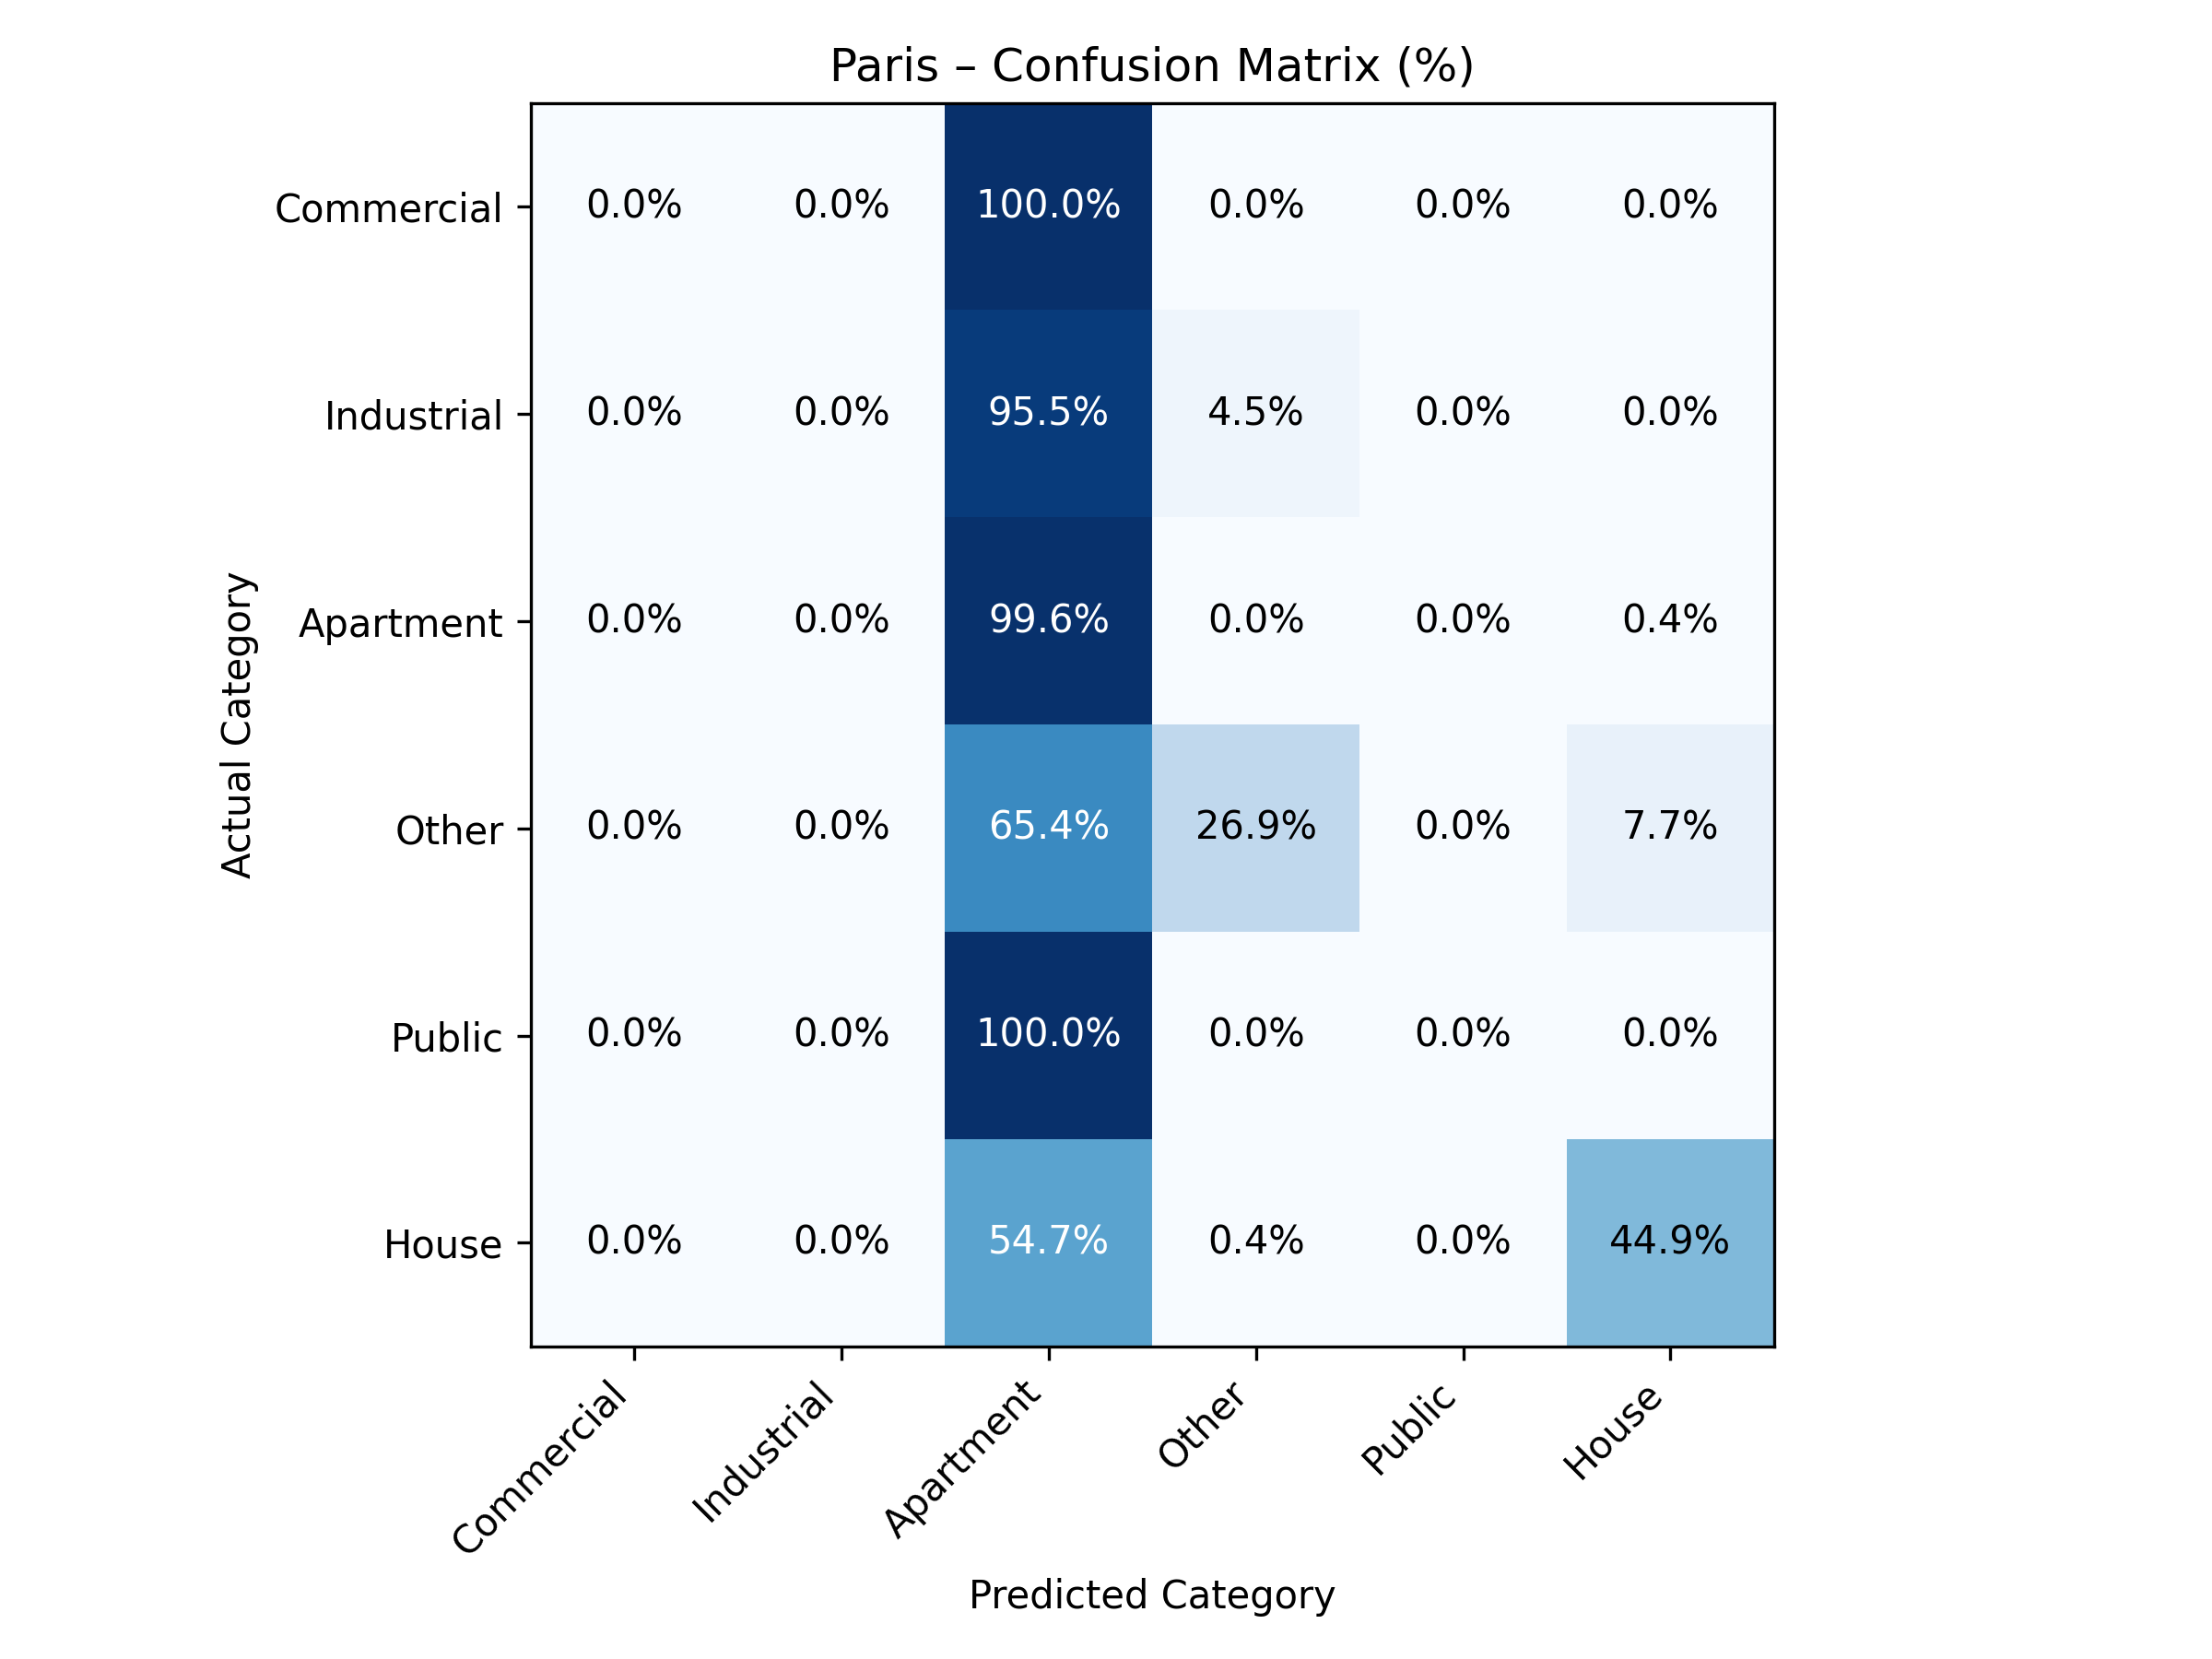 Paris – Confusion Matrix (%)
Commercial 0.0% 0.0% 100.0% 0.0% 0.0% 0.0%
Industrial 0.0% 0.0% 95.5% 4.5% 0.0% 0.0%
Apartment 0.0% 0.0% 99.6% 0.0% 0.0% 0.4%
Other 0.0% 0.0% 65.4% 26.9% 0.0% 7.7%
Public 0.0% 0.0% 100.0% 0.0% 0.0% 0.0%
House 0.0% 0.0% 54.7% 0.4% 0.0% 44.9%
Actual Category
Commercial Industrial Apartment Other Public House
Predicted Category